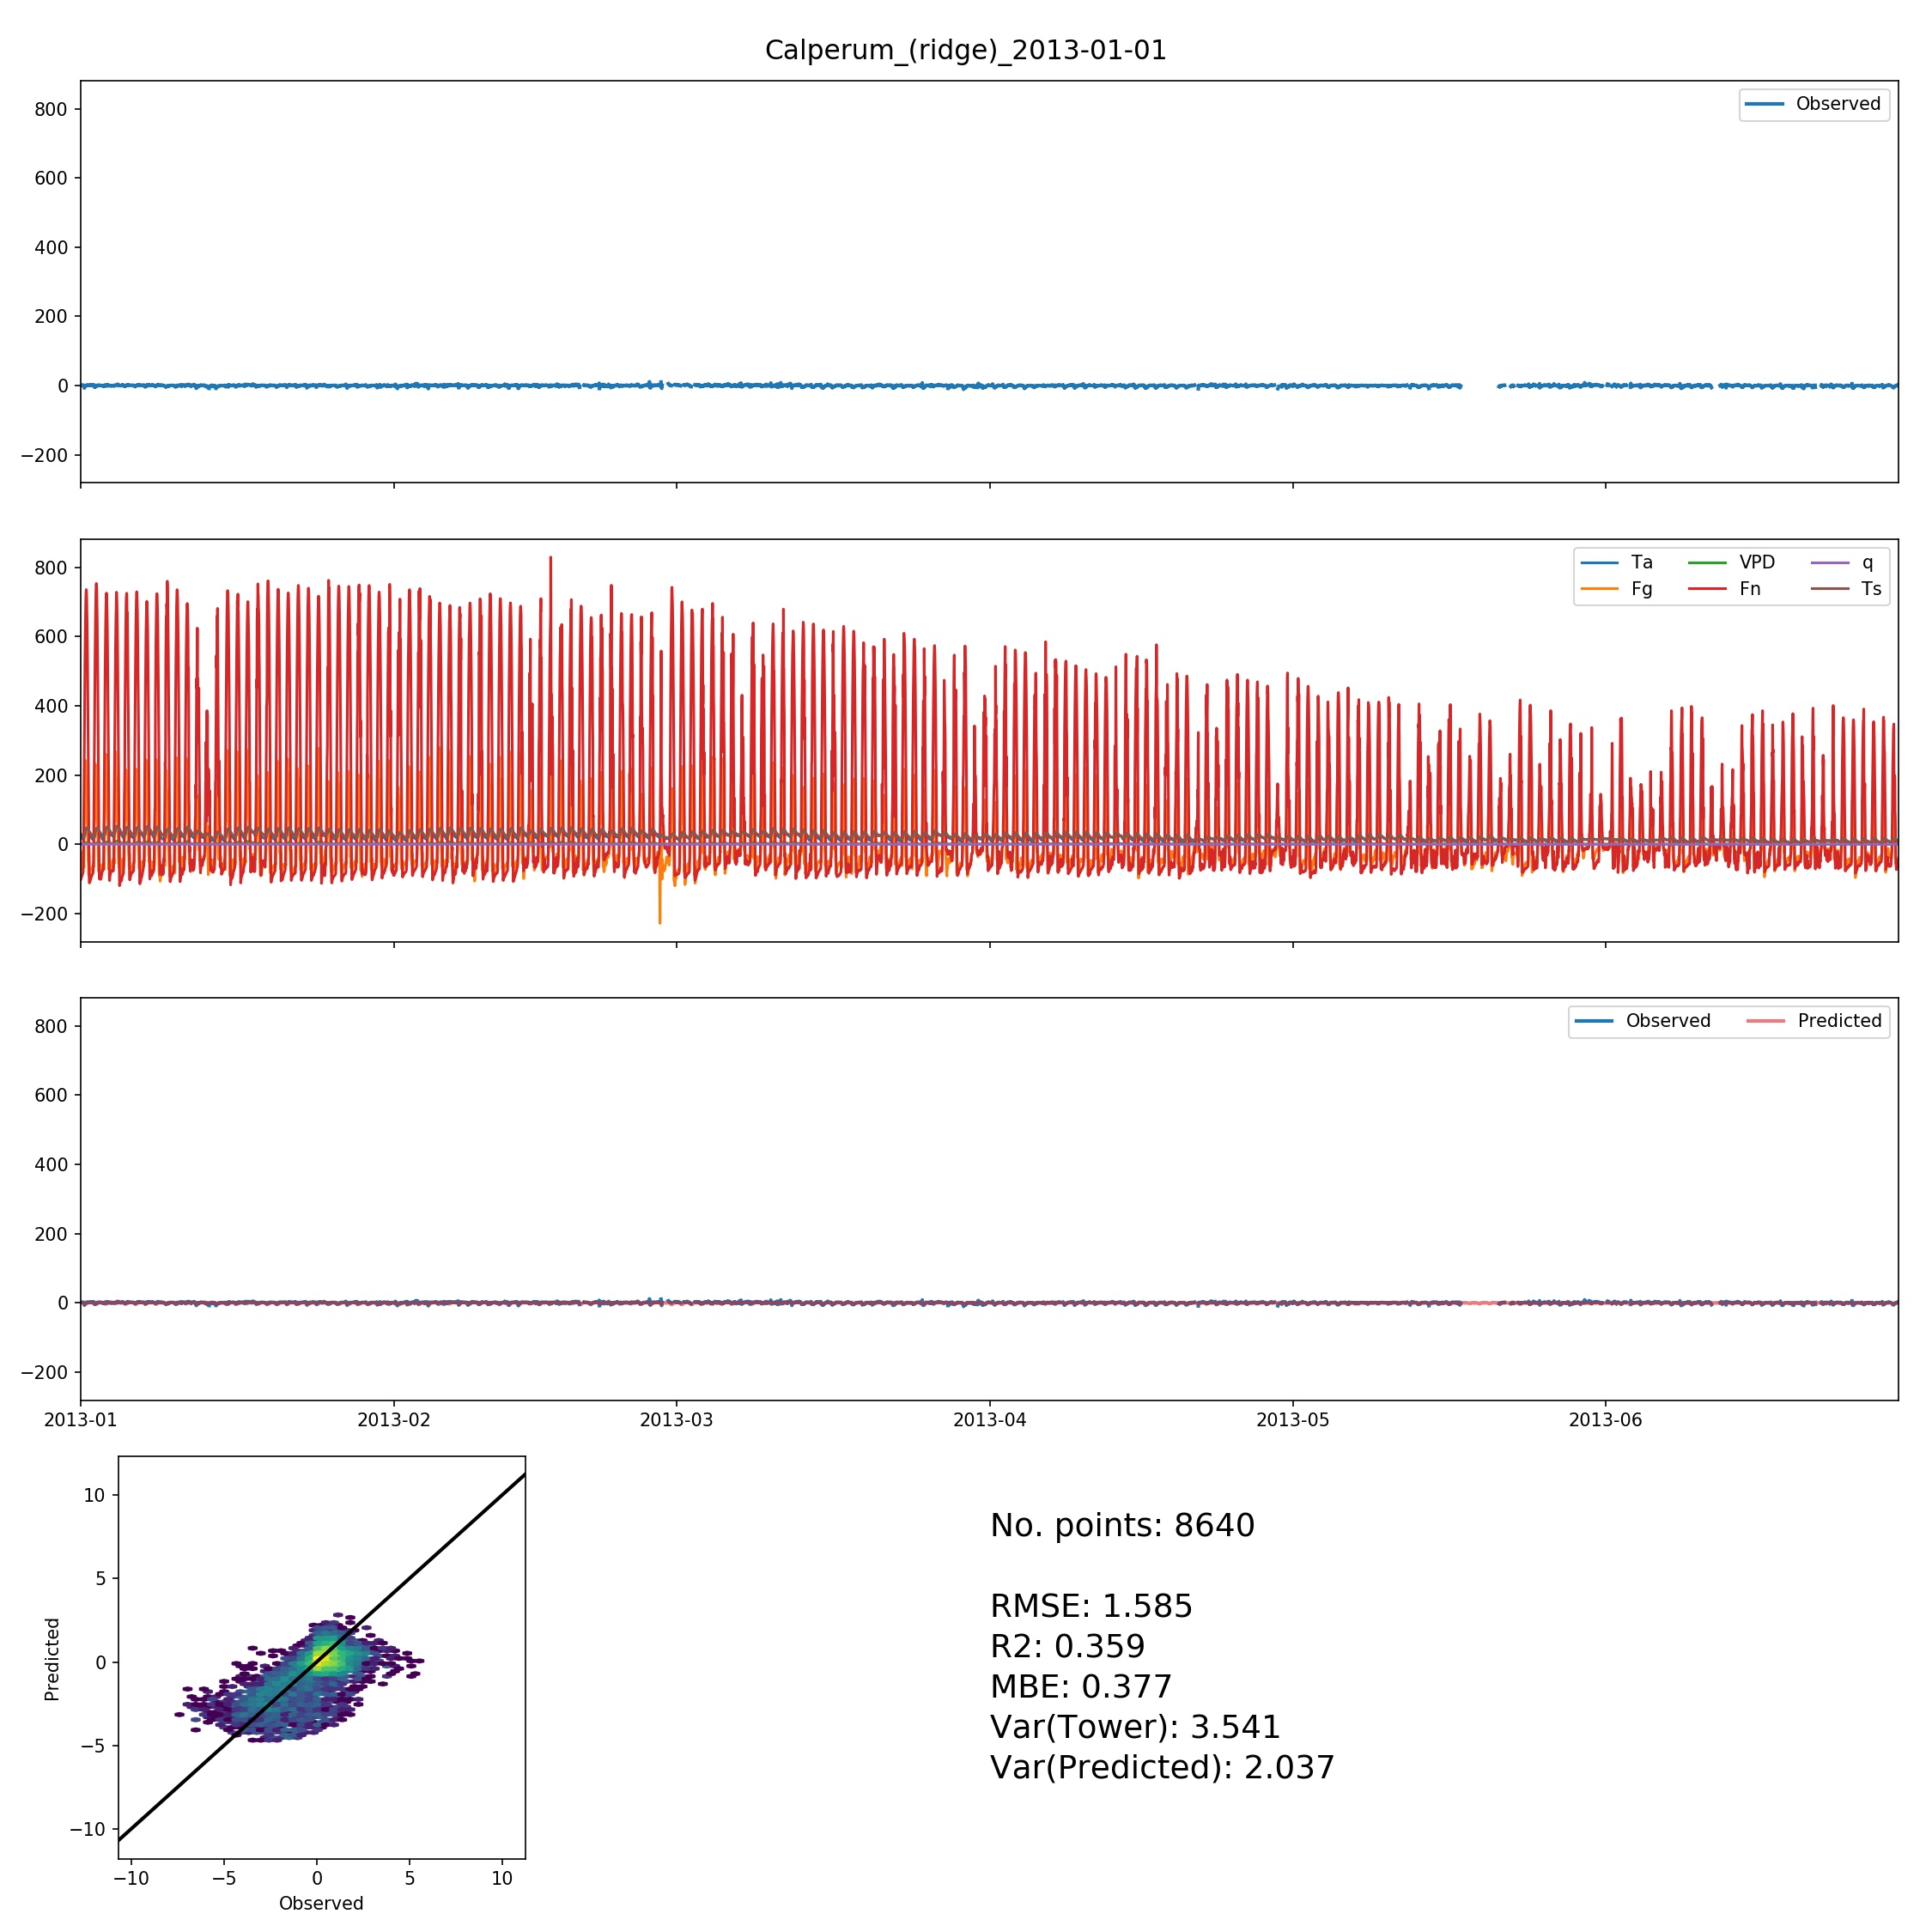 Calperum_(ridge)_2013-01-01
800
600
400
200
0
−200
Observed
800
600
400
200
0
−200
Ta VPD q
Fg Fn Ts
800
600
400
200
0
−200
Observed Predicted
2013-01 2013-02 2013-03 2013-04 2013-05 2013-06
10
5
0
−5
−10
Predicted
−10 −5 0 5 10
Observed
No. points: 8640
RMSE: 1.585
R2: 0.359
MBE: 0.377
Var(Tower): 3.541
Var(Predicted): 2.037